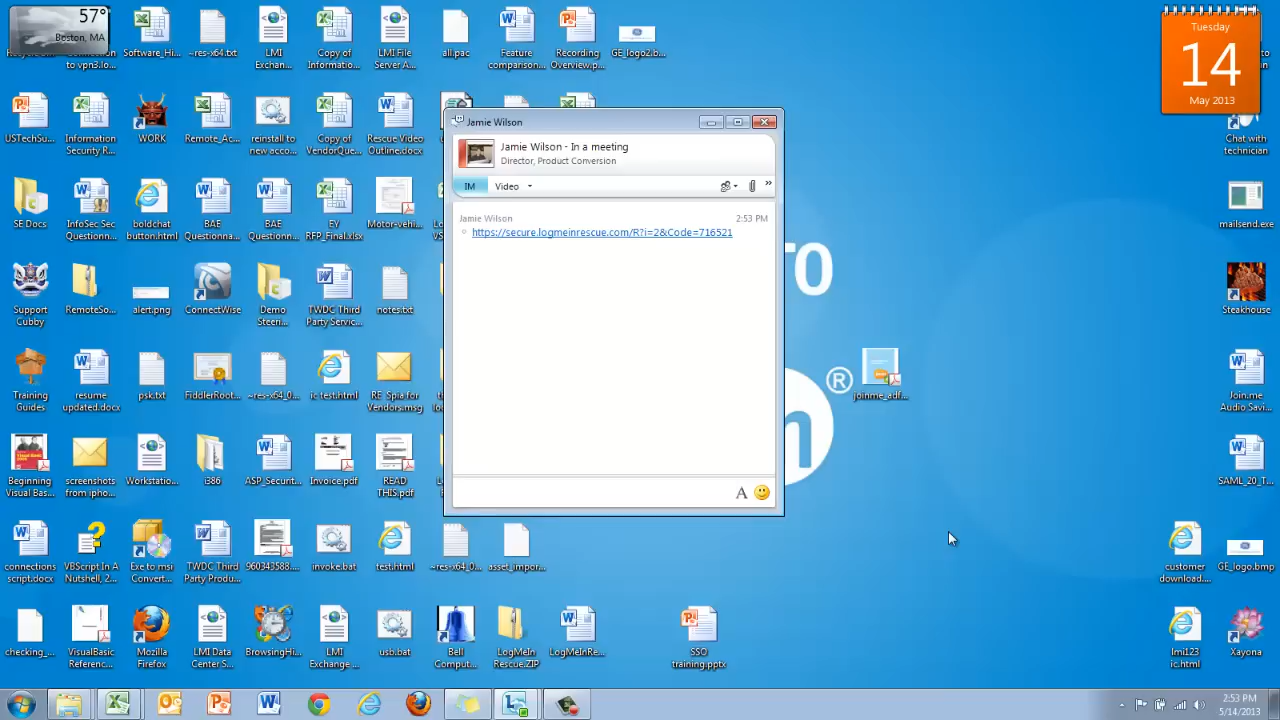 57°
Boston, MA
to vpn3.lo...
Software_Hi...
~res-x64.txt
LMI
Exchan...
Copy of
Informatio...
LMI File
Server A...
all.pac
Feature
comparison...
Recording
Overview.p...
GE_logo2.b...
Tuesday
14
May 2013
USTechSu...
Information
Security R...
WORK
Remote_Ac...
reinstall to
new acco...
Copy of
VendorQue...
Rescue Video
Outline.docx
Chat with
technician
Jamie Wilson
Jamie Wilson - In a meeting
Director, Product Conversion
IM
Video
Jamie Wilson
2:53 PM
https://secure.logmeinrescue.com/R?i=2&Code=716521
A
SE Docs
InfoSec Sec
Questionn...
boldchat
button.html
BAE
Questionna...
BAE
Questionn...
EY
RFP_Final.xlsx
Motor-vehic...
mailsend.exe
Support
Cubby
RemoteSo...
alert.png
ConnectWise
Demo
Steeri...
TWDC Third
Party Servic...
notes.txt
Steakhouse
Training
Guides
resume
updated.docx
psk.txt
FiddlerRoot...
~res-x64_0...
ic test.html
RE_Spia for
Vendors.msg
®
joinme_adf...
Join.me
Audio Savi...
Beginning
Visual Bas...
screenshots
from ipho...
Workstatio...
i386
ASP_Securit...
Invoice.pdf
READ
THIS.pdf
SAML_20_T...
connections
script.docx
VBScript In A
Nutshell, 2...
Exe to msi
Convert...
TWDC Third
Party Produ...
960343588....
invoke.bat
test.html
~res-x64_0...
asset_impor...
customer
download....
GE_logo.bmp
checking_...
VisualBasic
Referenc...
Mozilla
Firefox
LMI Data
Center S...
BrowsingHi...
LMI
Exchange ...
usb.bat
Bell
Comput...
LogMeIn
Rescue.ZIP
LogMeInRe...
SSO
training.pptx
lmi123
ic.html
Xayona
2:53 PM
5/14/2013